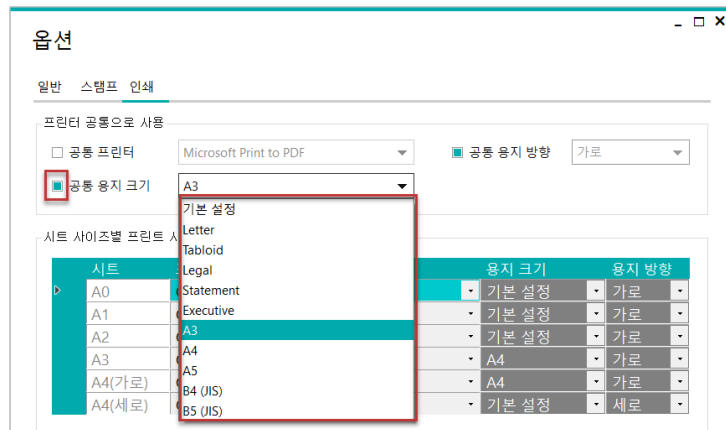 옵션
일반 스탬프 인쇄
프린터 공통으로 사용
공통 프린터 Microsoft Print to PDF 공통 용지 방향 가로
공통 용지 크기 A3
기본 설정
Letter
Tabloid
Legal
Statement
Executive
A3
A4
A5
B4 (JIS)
B5 (JIS)
시트 사이즈별 프린트
시트 용지 크기 용지 방향
A0 기본 설정 가로
A1 기본 설정 가로
A2 기본 설정 가로
A3 A4 가로
A4(가로) A4 가로
A4(세로) 기본 설정 세로